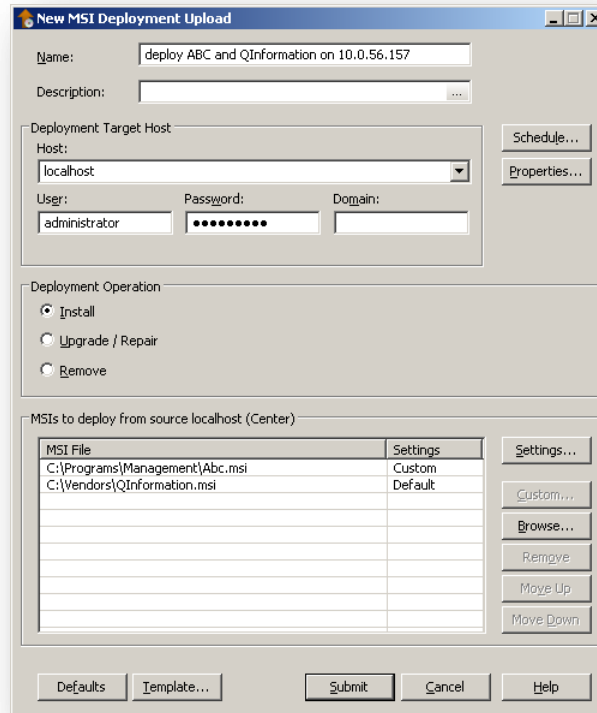 New MSI Deployment Upload
Name: deploy ABC and QInformation on 10.0.56.157
Description: ...
Deployment Target Host
Host:
localhost
User: Password: Domain:
administrator ●●●●●●●●●
Schedule...
Properties...
Deployment Operation
Install
Upgrade / Repair
Remove
MSIs to deploy from source localhost (Center)
MSI File Settings
C:\Programs\Management\Abc.msi Custom
C:\Vendors\QInformation.msi Default
Settings...
Custom...
Browse...
Remove
Move Up
Move Down
Defaults Template... Submit Cancel Help